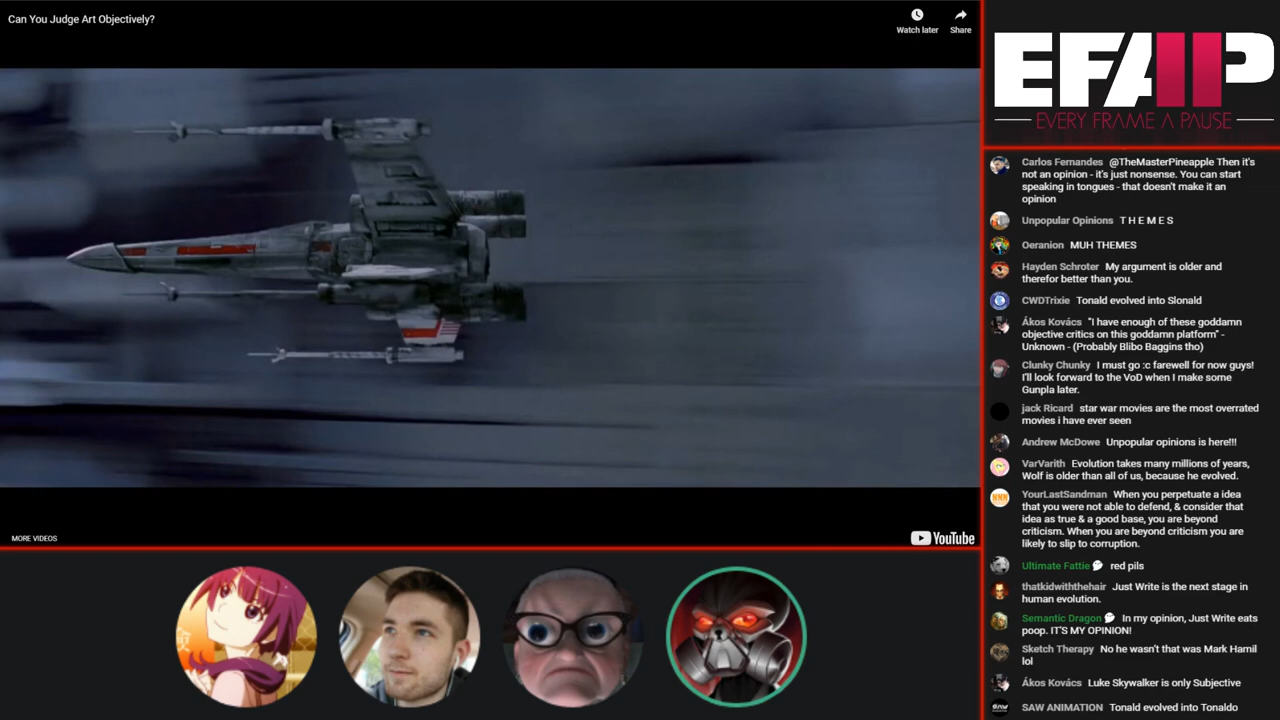 Can You Judge Art Objectively?
Watch later
Share
MORE VIDEOS
YouTube
EFAP
EVERY FRAME A PAUSE
Carlos Fernandes @TheMasterPineapple Then it's
not an opinion - it's just nonsense. You can start
speaking in tongues - that doesn't make it an
opinion
Unpopular Opinions T H E M E S
Oeranion MUH THEMES
Hayden Schroter My argument is older and
therefor better than you.
CWDTrixie Tonald evolved into Slonald
Ákos Kovács "I have enough of these goddamn
objective critics on this goddamn platform" -
Unknown - (Probably Blibo Baggins tho)
Clunky Chunky I must go :c farewell for now guys!
I'll look forward to the VoD when I make some
Gunpla later.
jack Ricard star war movies are the most overrated
movies i have ever seen
Andrew McDowe Unpopular opinions is here!!!
VarVarith Evolution takes many millions of years,
Wolf is older than all of us, because he evolved.
YourLastSandman When you perpetuate a idea
that you were not able to defend, & consider that
idea as true & a good base, you are beyond
criticism. When you are beyond criticism you are
likely to slip to corruption.
Ultimate Fattie red pils
thatkidwiththehair Just Write is the next stage in
human evolution.
Semantic Dragon In my opinion, Just Write eats
poop. IT'S MY OPINION!
Sketch Therapy No he wasn't that was Mark Hamil
lol
Ákos Kovács Luke Skywalker is only Subjective
SAW ANIMATION Tonald evolved into Tonaldo